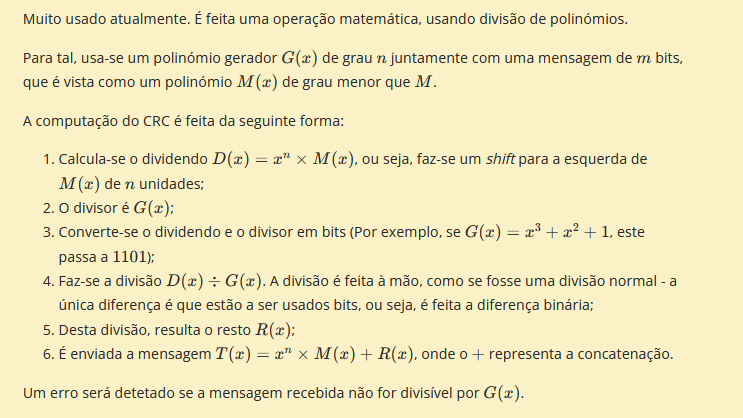 Muito usado atualmente. É feita uma operação matemática, usando divisão de polinómios.
Para tal, usa-se um polinómio gerador G(x) de grau n juntamente com uma mensagem de m bits,
que é vista como um polinómio M(x) de grau menor que M.
A computação do CRC é feita da seguinte forma:
1. Calcula-se o dividendo D(x) = xⁿ × M(x), ou seja, faz-se um shift para a esquerda de
M(x) de n unidades;
2. O divisor é G(x);
3. Converte-se o dividendo e o divisor em bits (Por exemplo, se G(x) = x³ + x² + 1, este
passa a 1101);
4. Faz-se a divisão D(x) ÷ G(x). A divisão é feita à mão, como se fosse uma divisão normal - a
única diferença é que estão a ser usados bits, ou seja, é feita a diferença binária;
5. Desta divisão, resulta o resto R(x);
6. É enviada a mensagem T(x) = xⁿ × M(x) + R(x), onde o + representa a concatenação.
Um erro será detetado se a mensagem recebida não for divisível por G(x).